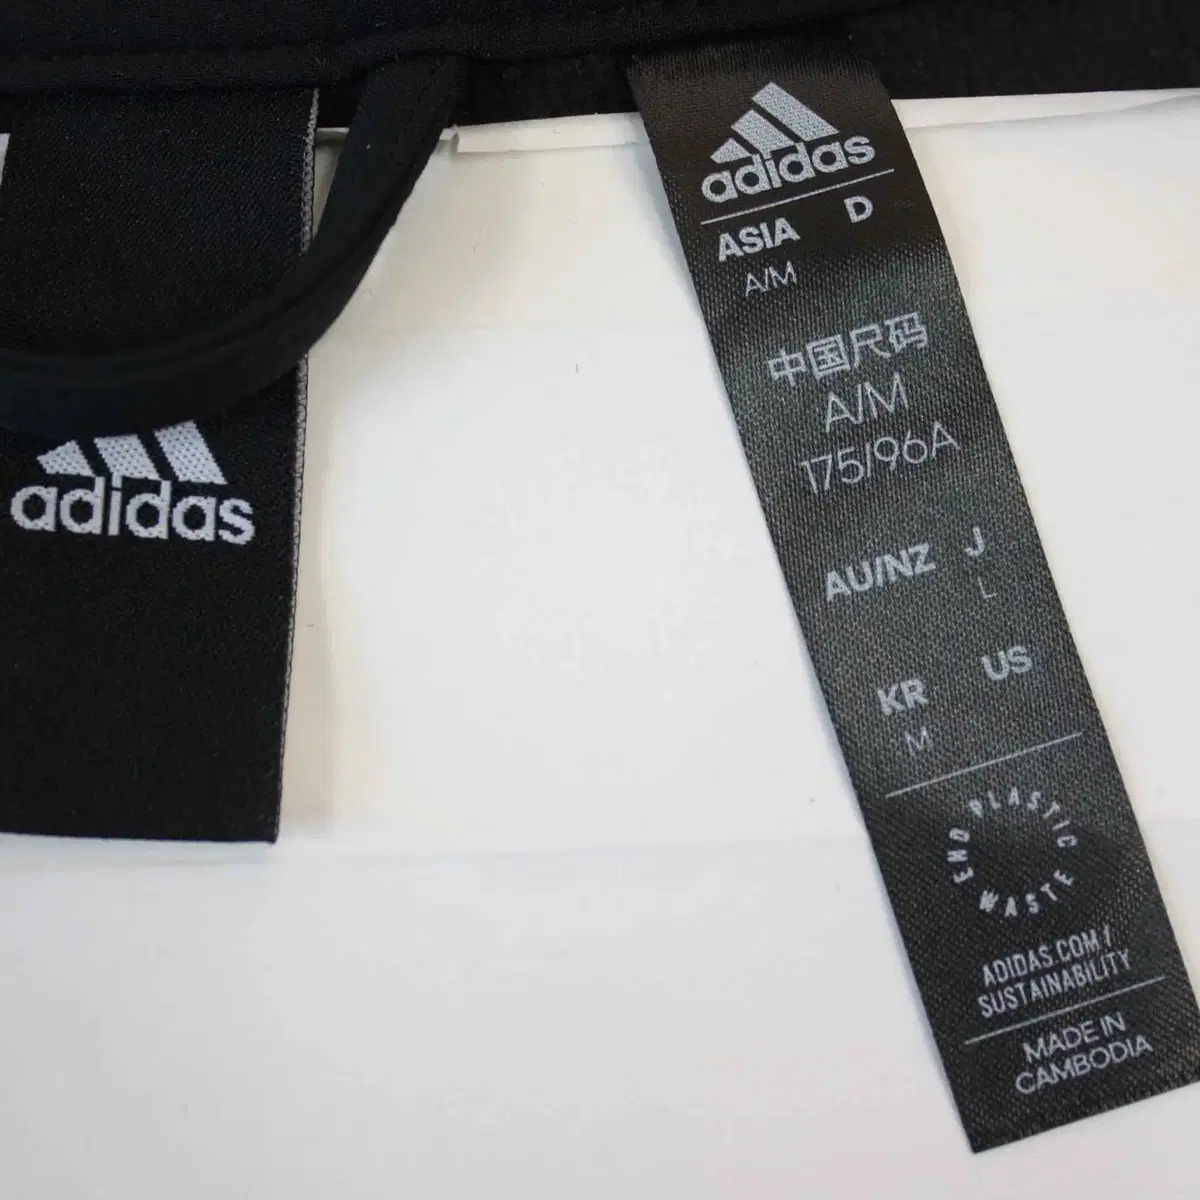 adidas
adidas
ASIA D
A/M
中国尺码
A/M
175/96A
AU/NZ J
L
KR US
M
END PLASTIC WASTE
ADIDAS.COM/
SUSTAINABILITY
MADE IN
CAMBODIA